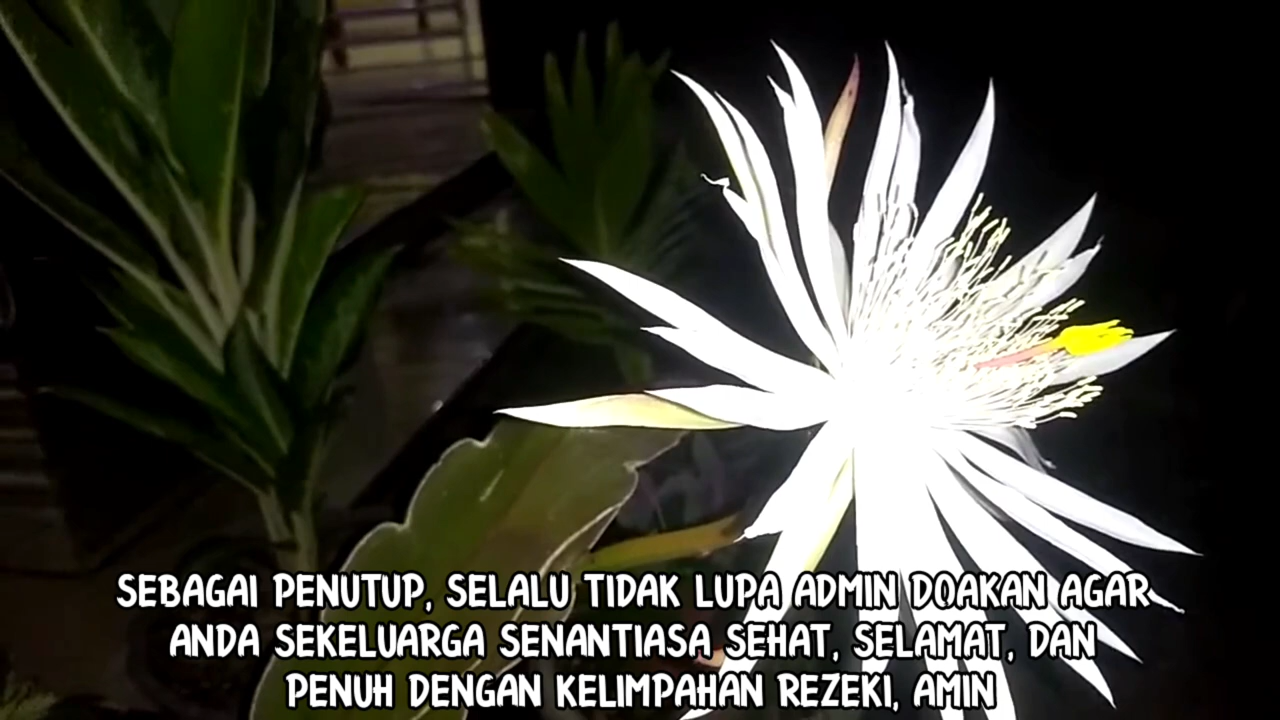 SEBAGAI PENUTUP, SELALU TIDAK LUPA ADMIN DOAKAN AGAR
ANDA SEKELUARGA SENANTIASA SEHAT, SELAMAT, DAN
PENUH DENGAN KELIMPAHAN REZEKI, AMIN